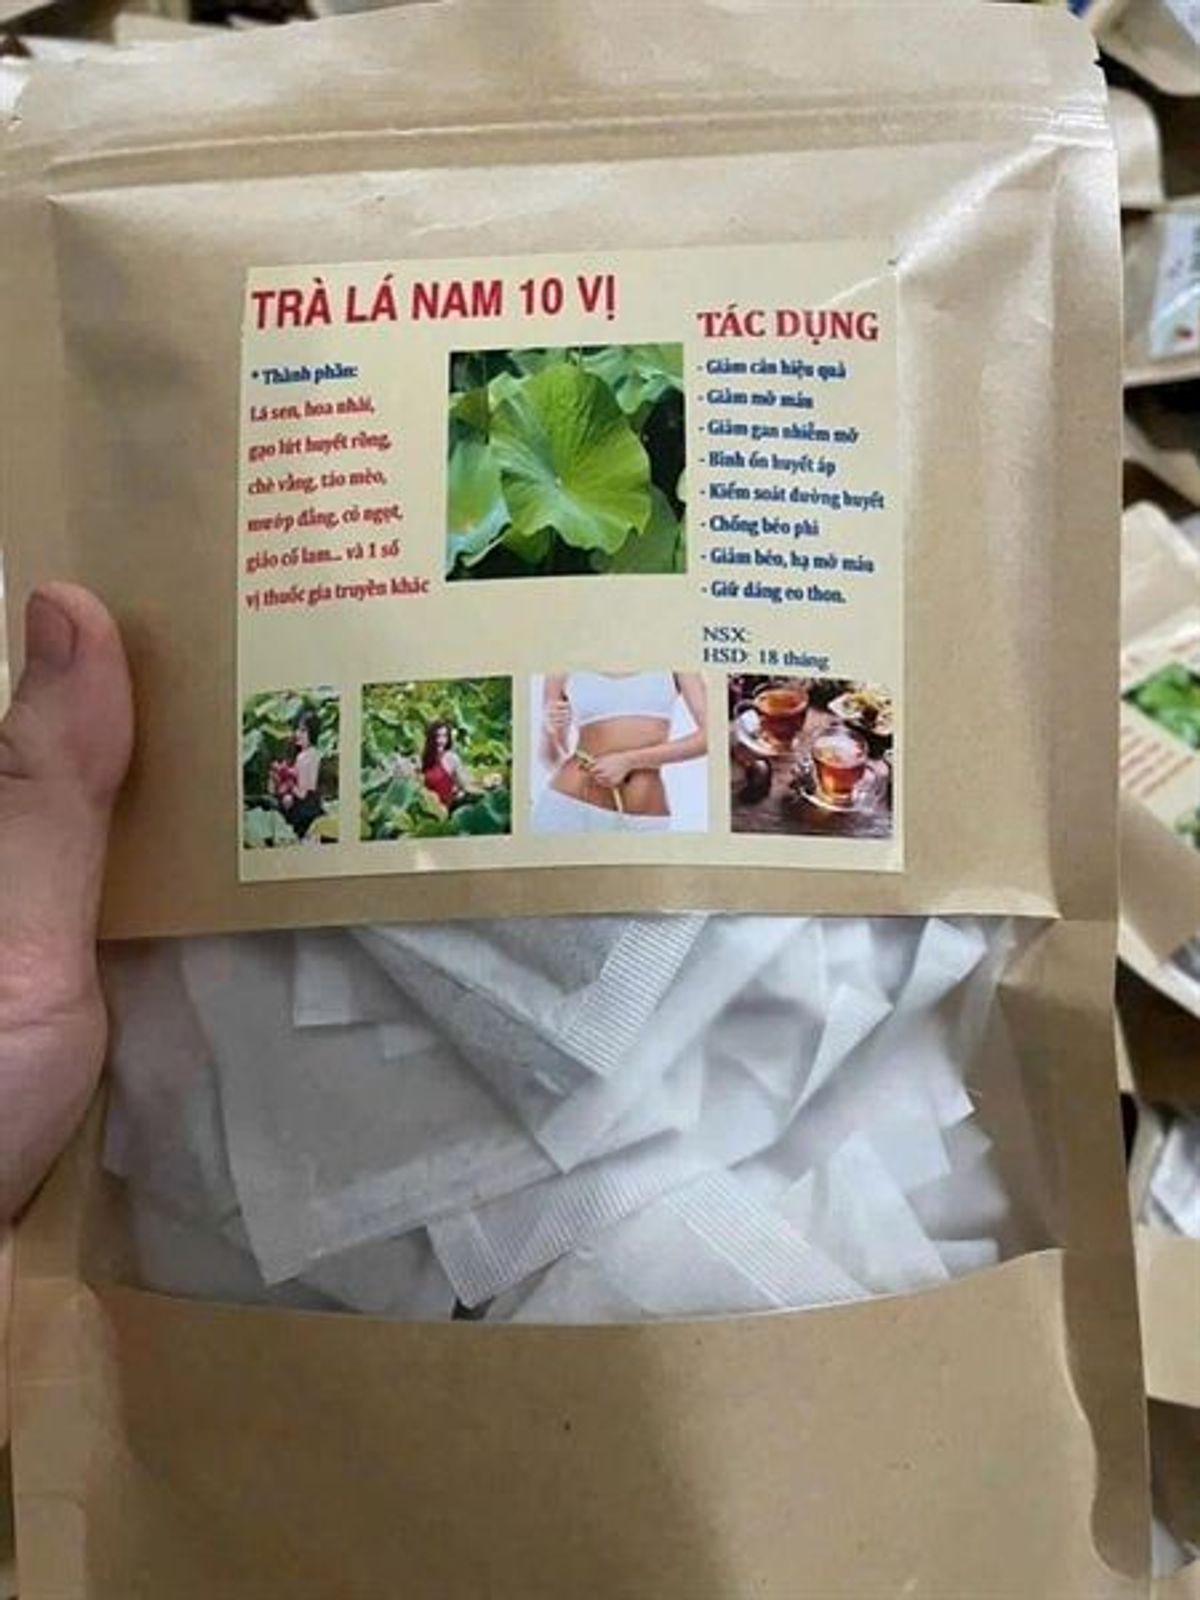 TRÀ LÁ NAM 10 VỊ
* Thành phần:
Lá sen, hoa nhài,
gạo lứt huyết rồng,
chè vằng, táo mèo,
mướp đắng, cỏ ngọt,
giảo cổ lam... và 1 số
vị thuốc gia truyền khác
TÁC DỤNG
- Giảm cân hiệu quả
- Giảm mỡ máu
- Giảm gan nhiễm mỡ
- Bình ổn huyết áp
- Kiểm soát đường huyết
- Chống béo phì
- Giảm béo, hạ mỡ máu
- Giữ dáng eo thon.
NSX:
HSD: 18 tháng